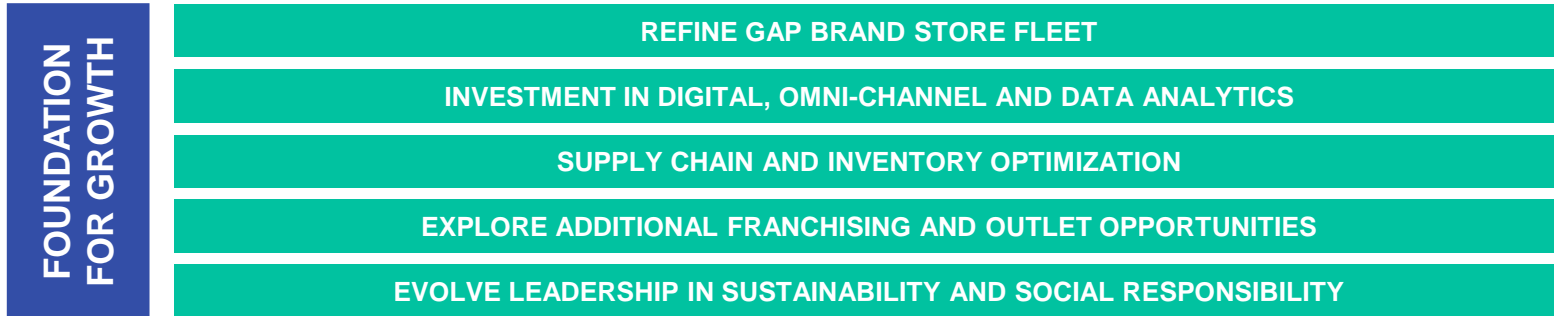 FOUNDATION
FOR GROWTH
REFINE GAP BRAND STORE FLEET
INVESTMENT IN DIGITAL, OMNI-CHANNEL AND DATA ANALYTICS
SUPPLY CHAIN AND INVENTORY OPTIMIZATION
EXPLORE ADDITIONAL FRANCHISING AND OUTLET OPPORTUNITIES
EVOLVE LEADERSHIP IN SUSTAINABILITY AND SOCIAL RESPONSIBILITY